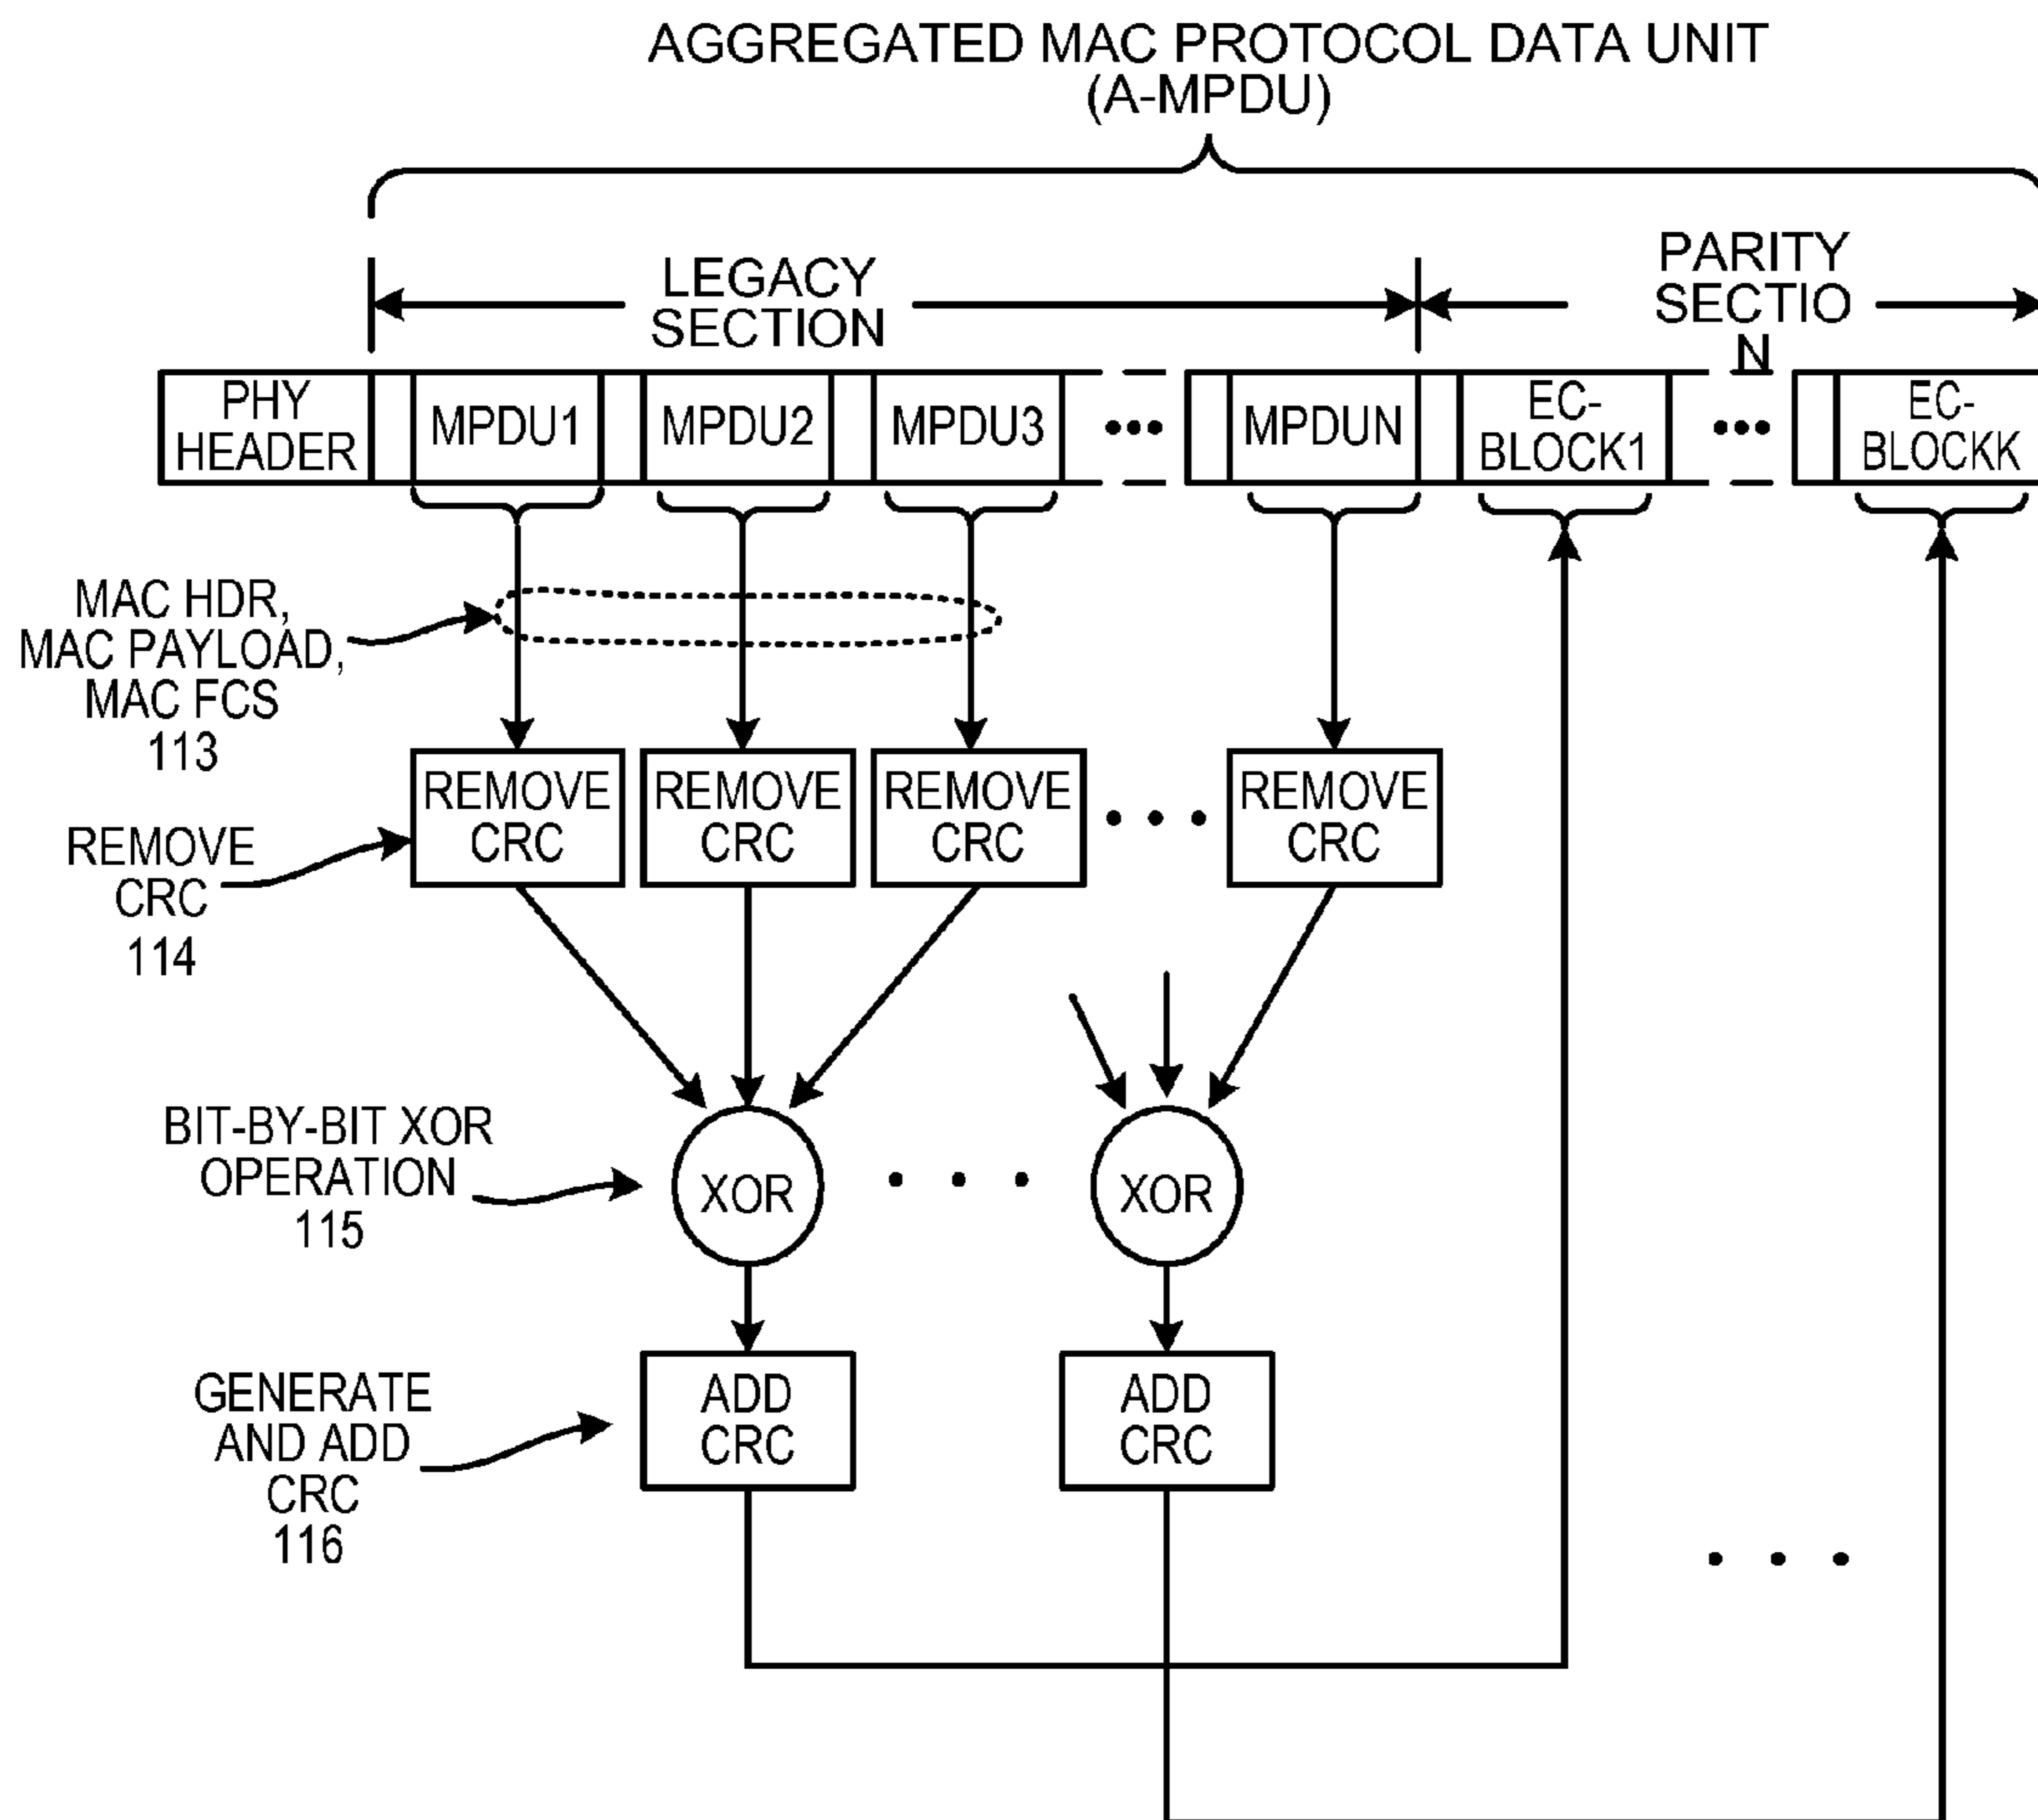 AGGREGATED MAC PROTOCOL DATA UNIT
(A-MPDU)
LEGACY
SECTION
PARITY
SECTIO
N
PHY
HEADER
MPDU1
MPDU2
MPDU3
•••
MPDUN
EC-
BLOCK1
•••
EC-
BLOCKK
MAC HDR,
MAC PAYLOAD,
MAC FCS
113
REMOVE
CRC
REMOVE
CRC
REMOVE
CRC
• • •
REMOVE
CRC
REMOVE
CRC
114
BIT-BY-BIT XOR
OPERATION
115
XOR
• • •
XOR
GENERATE
AND ADD
CRC
116
ADD
CRC
ADD
CRC
• • •